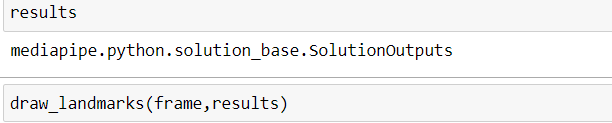 results
mediapipe.python.solution_base.SolutionOutputs
draw_landmarks(frame,results)